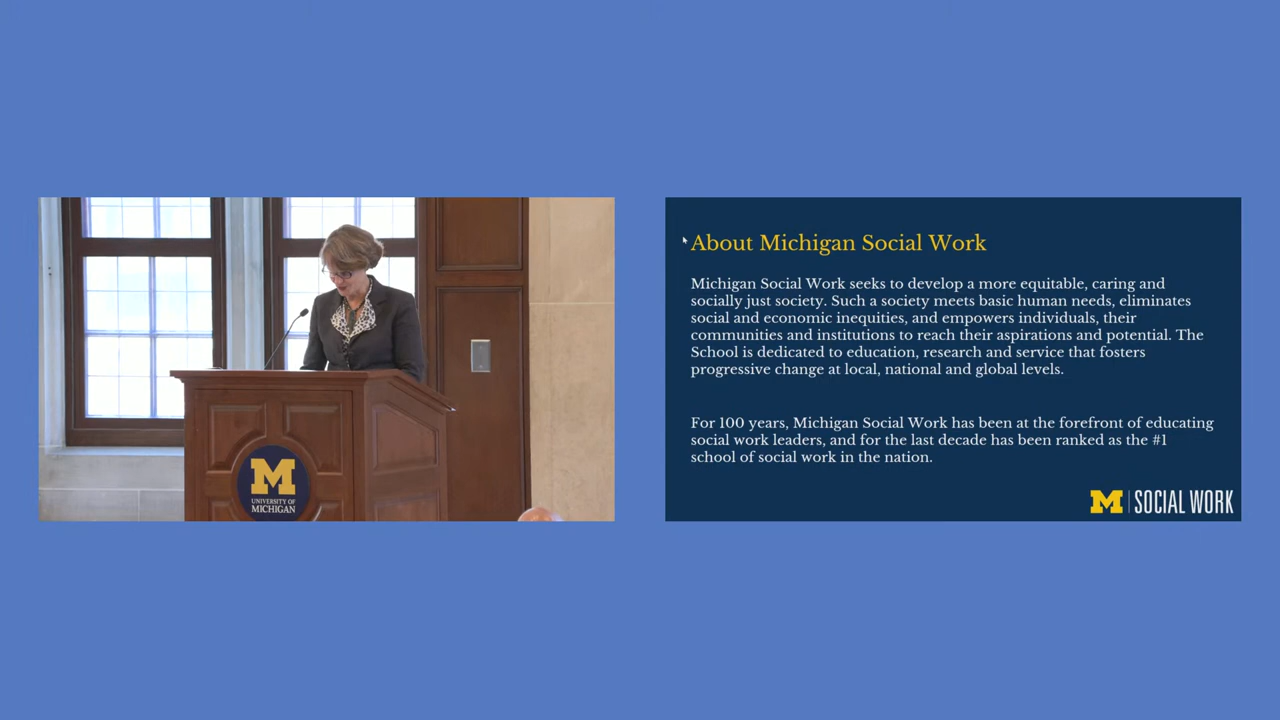 M
UNIVERSITY OF
MICHIGAN
About Michigan Social Work
Michigan Social Work seeks to develop a more equitable, caring and
socially just society. Such a society meets basic human needs, eliminates
social and economic inequities, and empowers individuals, their
communities and institutions to reach their aspirations and potential. The
School is dedicated to education, research and service that fosters
progressive change at local, national and global levels.
For 100 years, Michigan Social Work has been at the forefront of educating
social work leaders, and for the last decade has been ranked as the #1
school of social work in the nation.
M | SOCIAL WORK